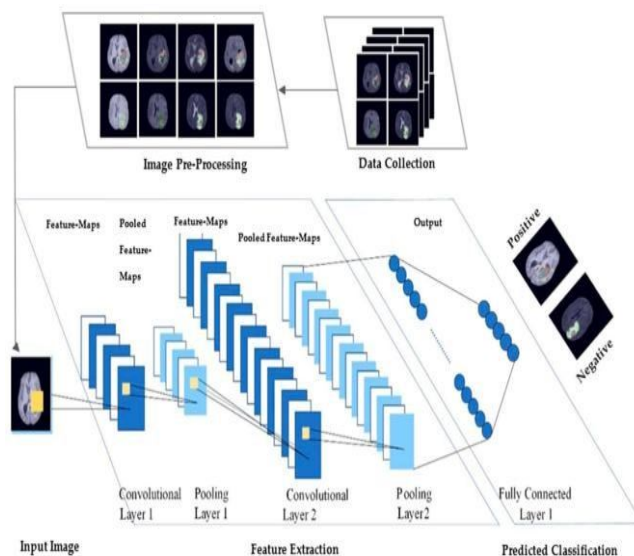 Image Pre-Processing
Data Collection
Feature-Maps
Pooled
Feature-
Maps
Feature-Maps
Pooled Feature-Maps
Output
Positive
Negative
Convolutional
Layer 1
Pooling
Layer 1
Convolutional
Layer 2
Pooling
Layer2
Fully Connected
Layer 1
Input Image
Feature Extraction
Predicted Classification